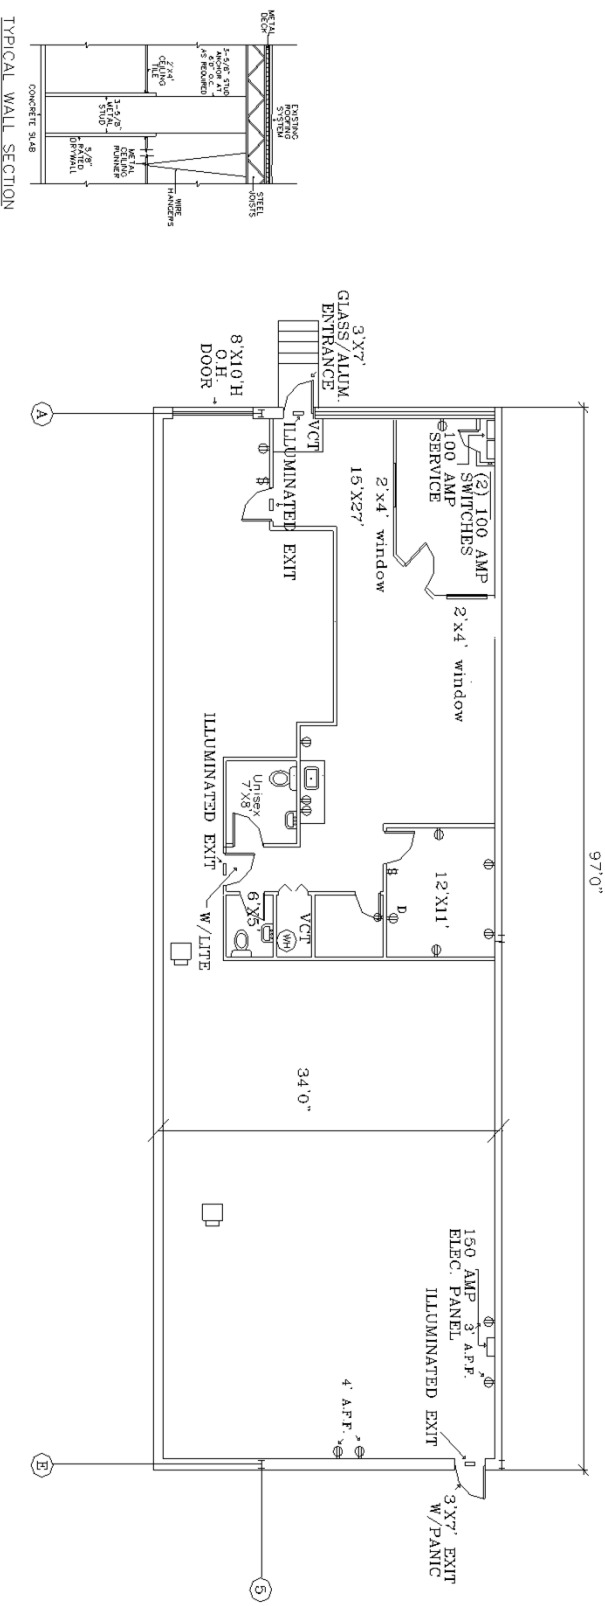 METAL
DECK
EXISTING
ROOFING
SYSTEM
STEEL
JOISTS
3-5/8" STUD
ANCHOR AT
6'0" O.C.
AS REQUIRED
2'X4'
CEILING
TILE
WIRE
HANGERS
METAL
CEILING
RUNNER
3-5/8"
METAL
STUD
5/8"
RATED
DRYWALL
CONCRETE SLAB
TYPICAL WALL SECTION
97'0"
(2) 100 AMP
SWITCHES
100 AMP
SERVICE
2'x4' window
2'x4' window
15'X27'
3'X7'
GLASS/ALUM.
ENTRANCE
VCT
ILLUMINATED EXIT
8'X10'H
O.H.
DOOR
A
Unisex
7'X8'
ILLUMINATED EXIT
W/LITE
6'X5'
VCT
WH
12'X11'
D
34'0"
150 AMP
ELEC. PANEL
3' A.F.F.
ILLUMINATED EXIT
4' A.F.F.
3'X7' EXIT
W/PANIC
E
5